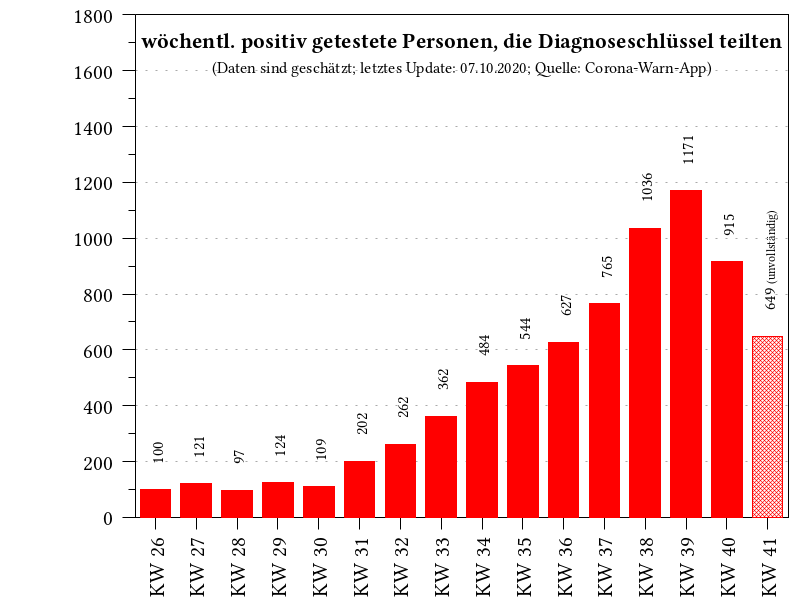 wöchentl. positiv getestete Personen, die Diagnoseschlüssel teilten
(Daten sind geschätzt; letztes Update: 07.10.2020; Quelle: Corona-Warn-App)
1800
1600
1400
1200
1000
800
600
400
200
0
100
121
97
124
109
202
262
362
484
544
627
765
1036
1171
915
649 (unvollständig)
KW 26
KW 27
KW 28
KW 29
KW 30
KW 31
KW 32
KW 33
KW 34
KW 35
KW 36
KW 37
KW 38
KW 39
KW 40
KW 41